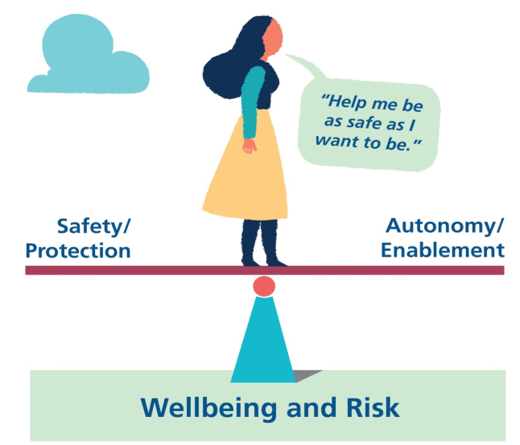 “Help me be
as safe as I
want to be.”
Safety/
Protection
Autonomy/
Enablement
Wellbeing and Risk